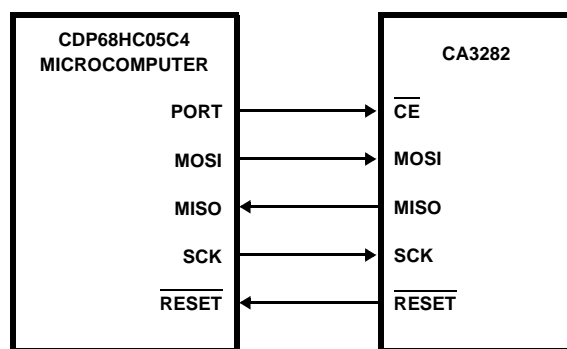 CDP68HC05C4
MICROCOMPUTER
CA3282
PORT
CE
MOSI
MOSI
MISO
MISO
SCK
SCK
RESET
RESET